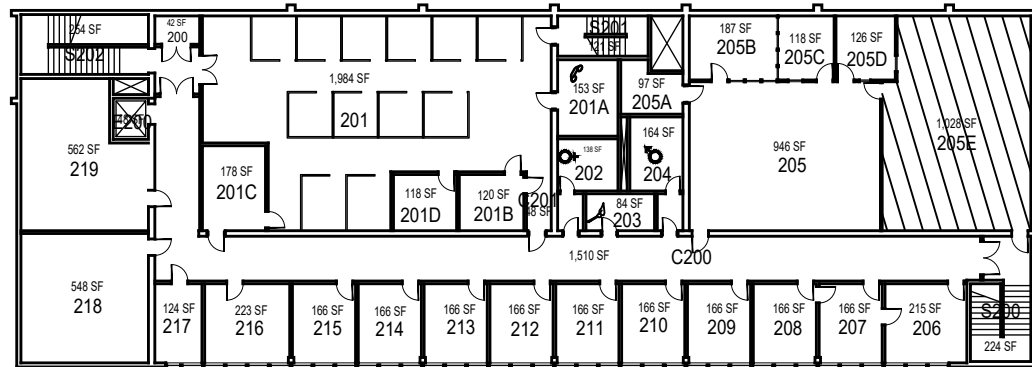 254 SF
S202
42 SF
200
1,984 SF
201
S201
121 SF
153 SF
201A
97 SF
205A
187 SF
205B
118 SF
205C
126 SF
205D
1,028 SF
205E
946 SF
205
562 SF
219
E200
178 SF
201C
118 SF
201D
120 SF
201B
C201
48 SF
138 SF
202
164 SF
204
84 SF
203
1,510 SF
C200
548 SF
218
124 SF
217
223 SF
216
166 SF
215
166 SF
214
166 SF
213
166 SF
212
166 SF
211
166 SF
210
166 SF
209
166 SF
208
166 SF
207
215 SF
206
S200
224 SF